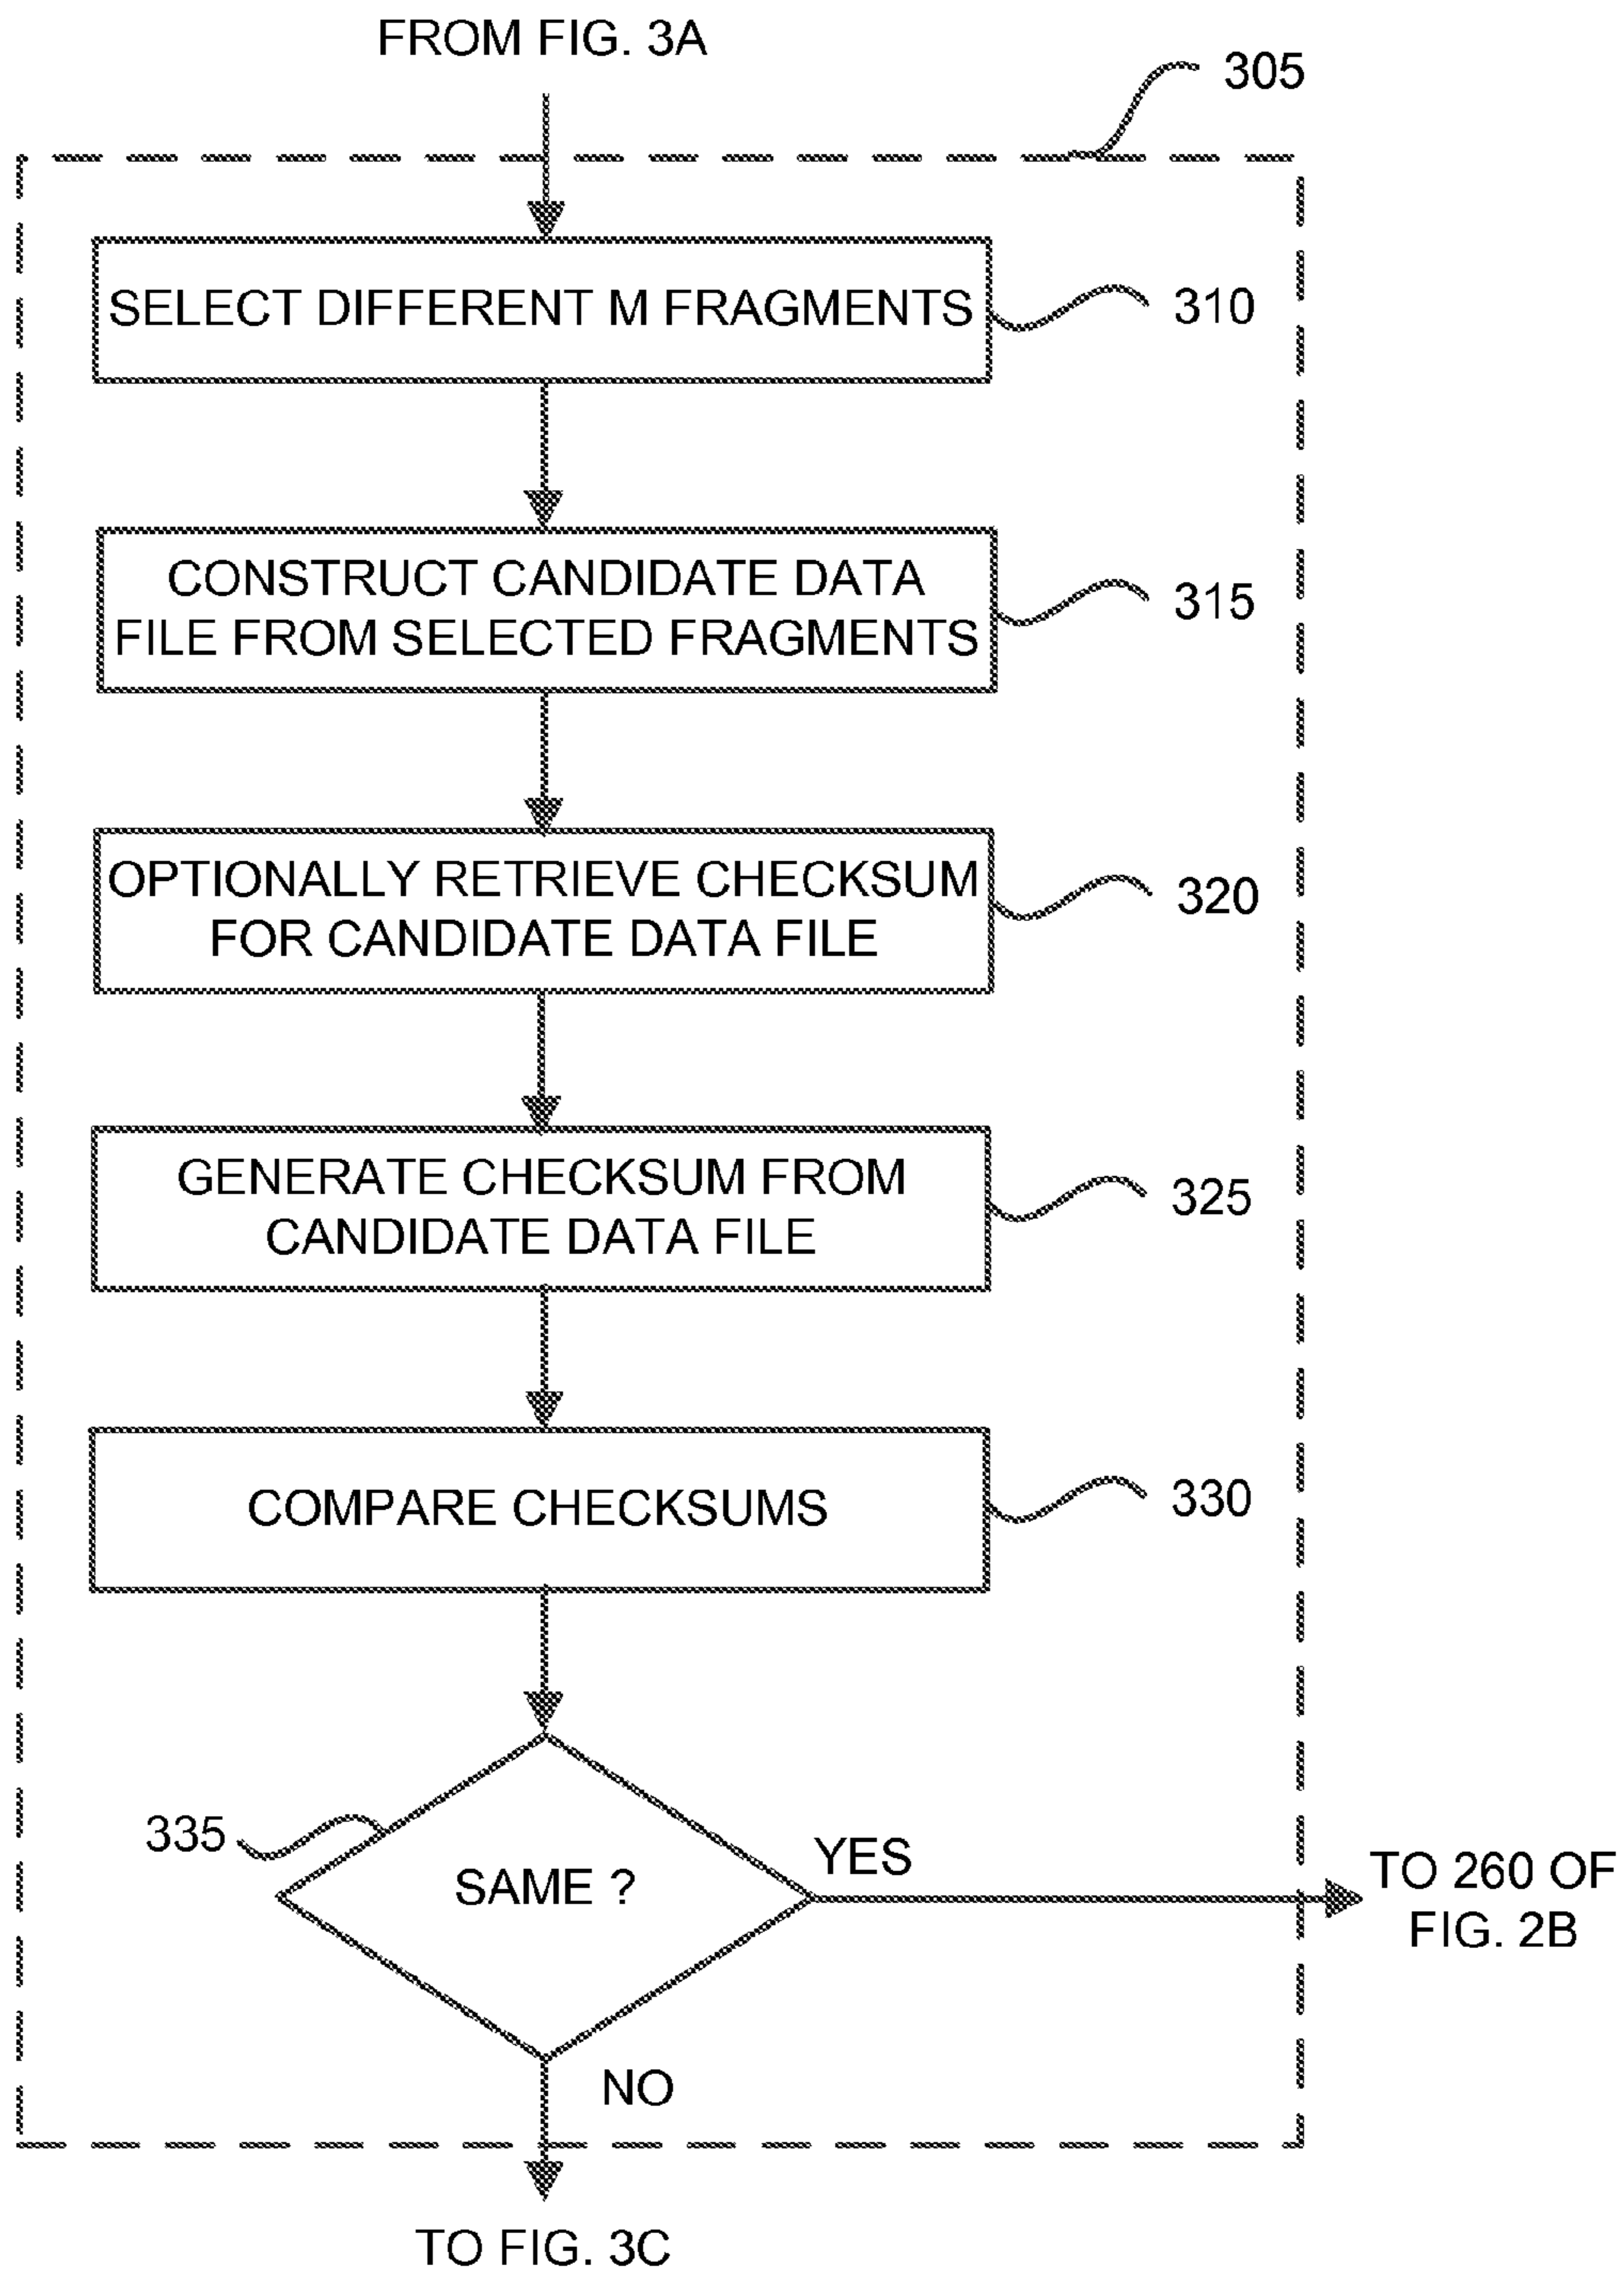 FROM FIG. 3A
305
SELECT DIFFERENT M FRAGMENTS
310
CONSTRUCT CANDIDATE DATA
FILE FROM SELECTED FRAGMENTS
315
OPTIONALLY RETRIEVE CHECKSUM
FOR CANDIDATE DATA FILE
320
GENERATE CHECKSUM FROM
CANDIDATE DATA FILE
325
COMPARE CHECKSUMS
330
335
SAME ?
YES
TO 260 OF
FIG. 2B
NO
TO FIG. 3C